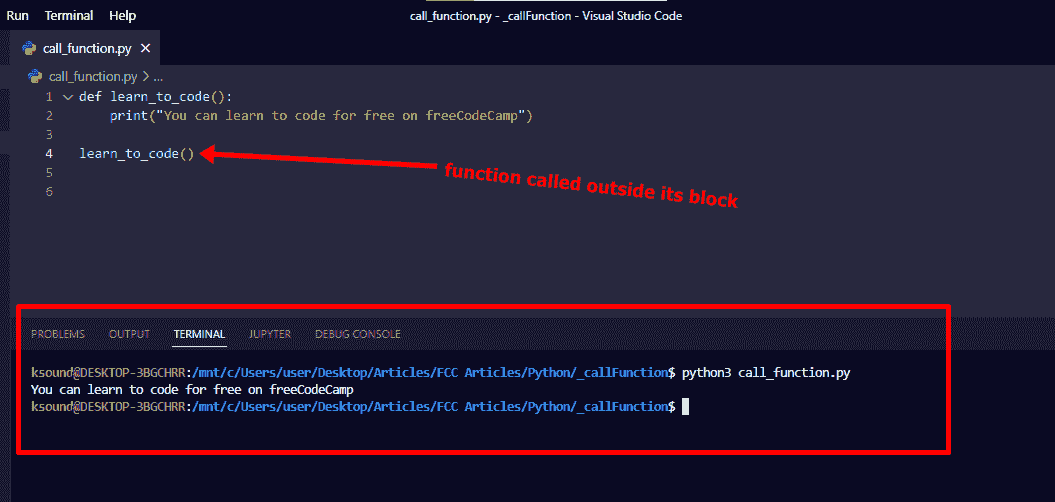 Run Terminal Help call_function.py - _callFunction - Visual Studio Code
call_function.py ×
call_function.py > ...
1 def learn_to_code():
2     print("You can learn to code for free on freeCodeCamp")
3
4 learn_to_code()
function called outside its block
5
6
PROBLEMS OUTPUT TERMINAL JUPYTER DEBUG CONSOLE
ksound@DESKTOP-3BGCHRR:/mnt/c/Users/user/Desktop/Articles/FCC Articles/Python/_callFunction$ python3 call_function.py
You can learn to code for free on freeCodeCamp
ksound@DESKTOP-3BGCHRR:/mnt/c/Users/user/Desktop/Articles/FCC Articles/Python/_callFunction$